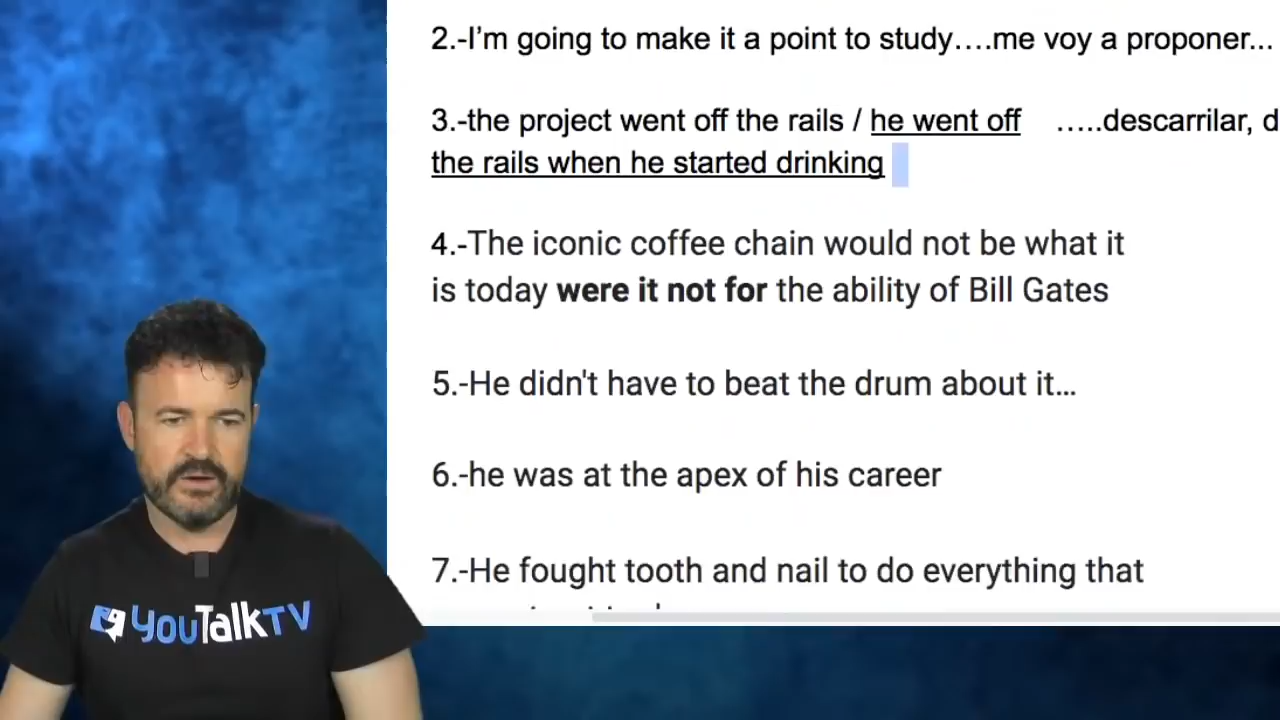 2.-I’m going to make it a point to study….me voy a proponer...
3.-the project went off the rails / he went off …..descarrilar, d
the rails when he started drinking
4.-The iconic coffee chain would not be what it
is today were it not for the ability of Bill Gates
5.-He didn't have to beat the drum about it…
6.-he was at the apex of his career
7.-He fought tooth and nail to do everything that
YOUTalkTV